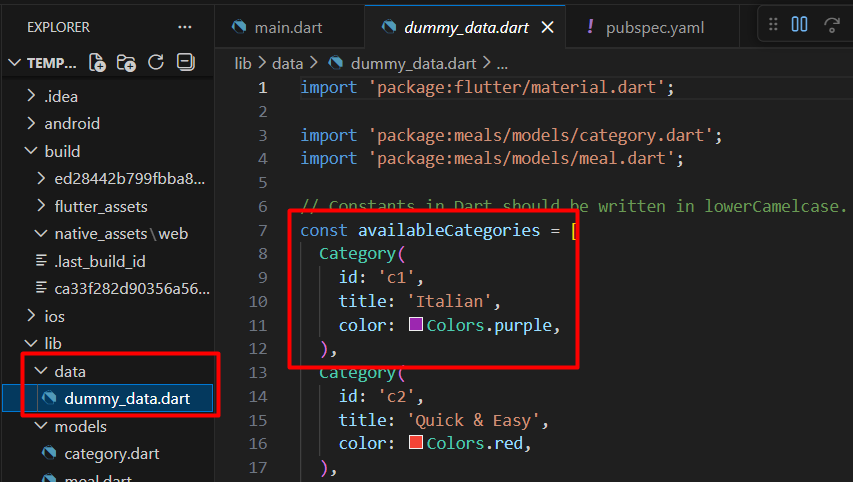 EXPLORER ...
TEMP...
.idea
android
build
ed28442b799fbba8...
flutter_assets
native_assets\web
.last_build_id
ca33f282d90356a56...
ios
lib
data
dummy_data.dart
models
category.dart
meal.dart
main.dart
dummy_data.dart
! pubspec.yaml
lib > data > dummy_data.dart > ...
1 import 'package:flutter/material.dart';
2
3 import 'package:meals/models/category.dart';
4 import 'package:meals/models/meal.dart';
5
6 // Constants in Dart should be written in lowerCamelcase.
7 const availableCategories = [
8 Category(
9 id: 'c1',
10 title: 'Italian',
11 color: Colors.purple,
12 ),
13 Category(
14 id: 'c2',
15 title: 'Quick & Easy',
16 color: Colors.red,
17 ),